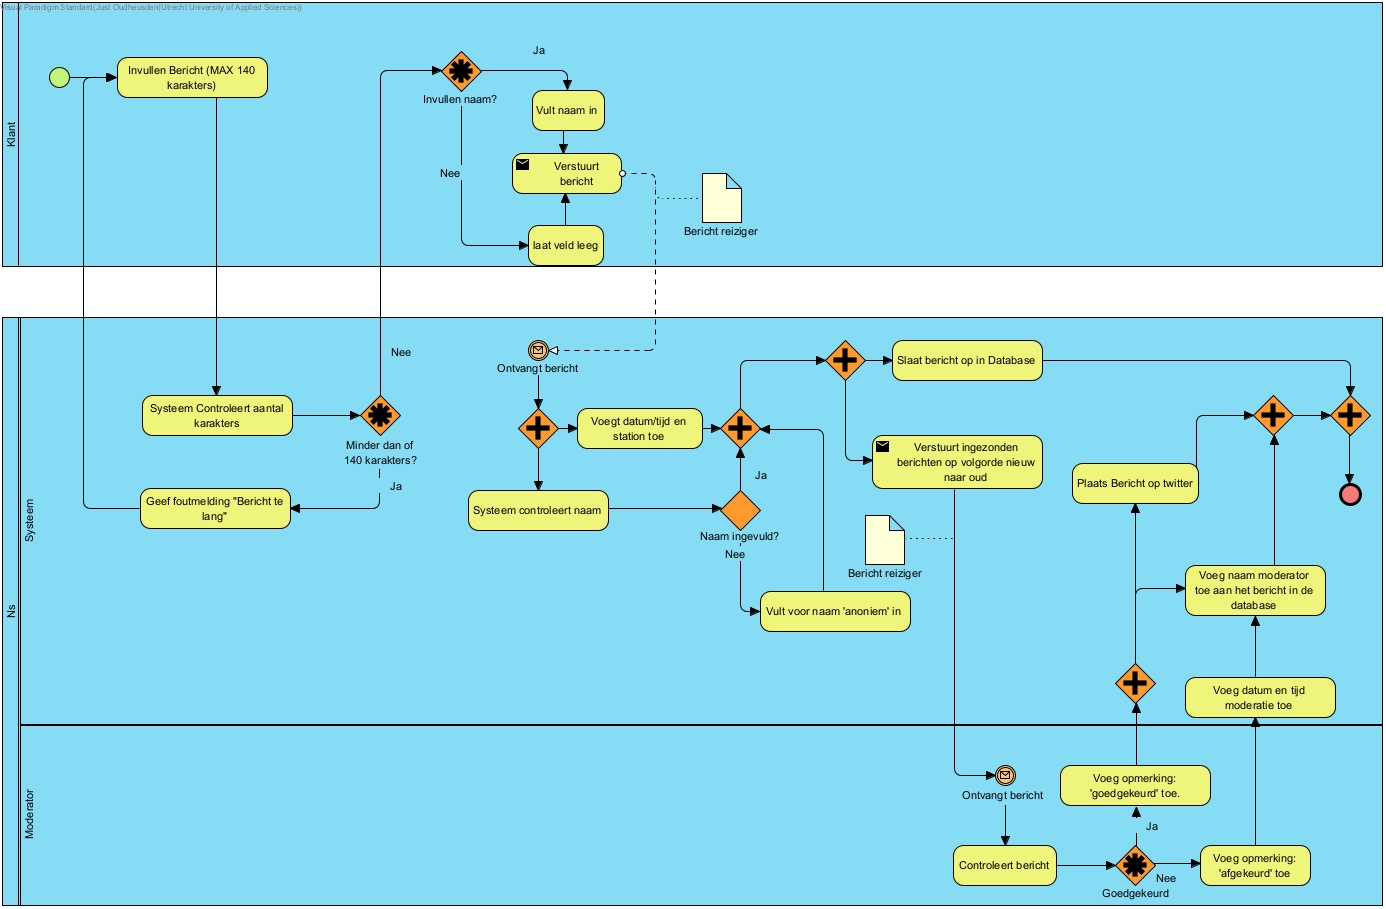 Visual Paradigm Standard(Just Oudheusden(Utrecht University of Applied Sciences))
Klant
Invullen Bericht (MAX 140
karakters)
Invullen naam?
Ja
Nee
Vult naam in
Verstuurt
bericht
laat veld leeg
Bericht reiziger
Ns
Systeem
Systeem Controleert aantal
karakters
Nee
Minder dan of
140 karakters?
Ja
Geef foutmelding "Bericht te
lang"
Ontvangt bericht
Voegt datum/tijd en
station toe
Systeem controleert naam
Ja
Naam ingevuld?
Nee
Vult voor naam 'anoniem' in
Slaat bericht op in Database
Verstuurt ingezonden
berichten op volgorde nieuw
naar oud
Bericht reiziger
Plaats Bericht op twitter
Voeg naam moderator
toe aan het bericht in de
database
Voeg datum en tijd
moderatie toe
Moderator
Ontvangt bericht
Controleert bericht
Voeg opmerking:
'goedgekeurd' toe.
Ja
Nee
Goedgekeurd
Voeg opmerking:
'afgekeurd' toe